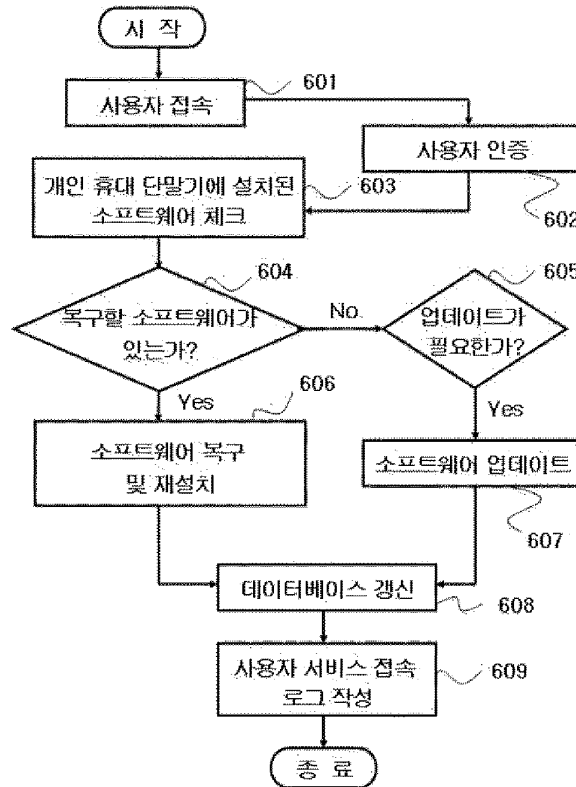 시 작
601
사용자 접속
사용자 인증
602
603
개인 휴대 단말기에 설치된
소프트웨어 체크
604
605
복구할 소프트웨어가
있는가?
No
업데이트가
필요한가?
Yes
606
Yes
소프트웨어 복구
및 재설치
소프트웨어 업데이트
607
데이터베이스 갱신
608
사용자 서비스 접속
로그 작성
609
종 료